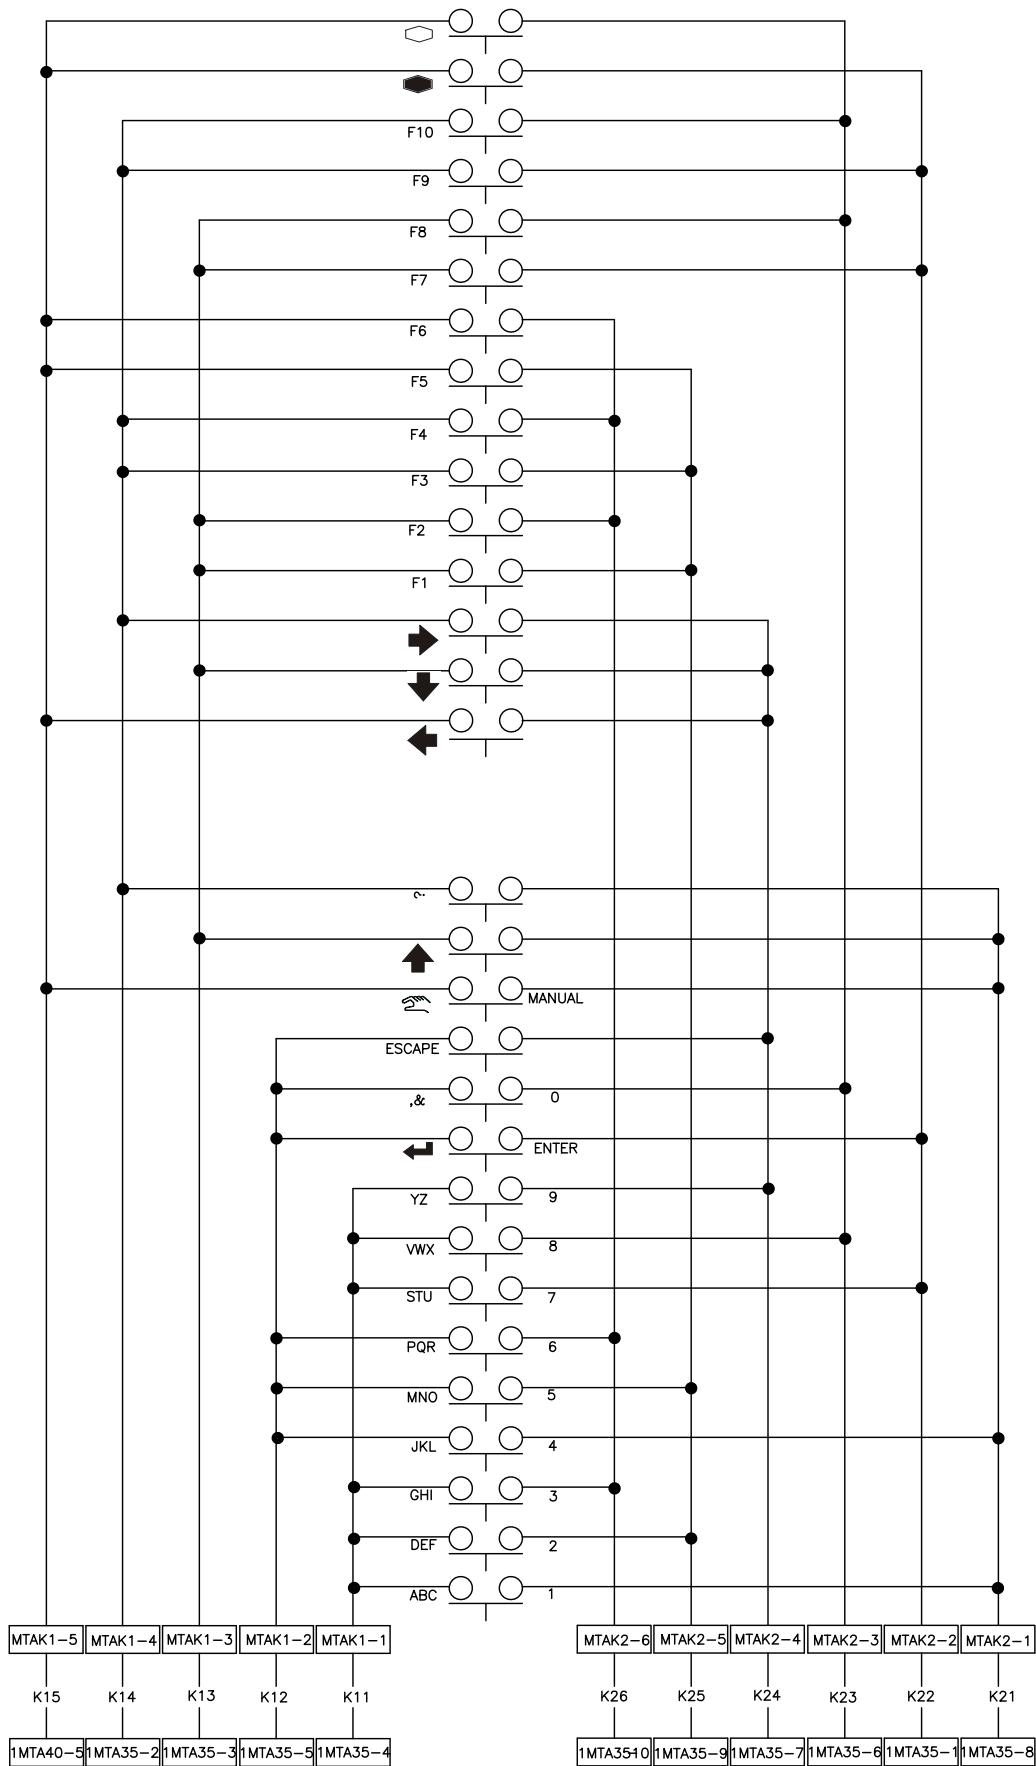 F10
F9
F8
F7
F6
F5
F4
F3
F2
F1
?
MANUAL
ESCAPE
,& 0
ENTER
YZ 9
VWX 8
STU 7
PQR 6
MNO 5
JKL 4
GHI 3
DEF 2
ABC 1
MTAK1-5 MTAK1-4 MTAK1-3 MTAK1-2 MTAK1-1 MTAK2-6 MTAK2-5 MTAK2-4 MTAK2-3 MTAK2-2 MTAK2-1
K15 K14 K13 K12 K11 K26 K25 K24 K23 K22 K21
1MTA40-5 1MTA35-2 1MTA35-3 1MTA35-5 1MTA35-4 1MTA35-10 1MTA35-9 1MTA35-7 1MTA35-6 1MTA35-1 1MTA35-8